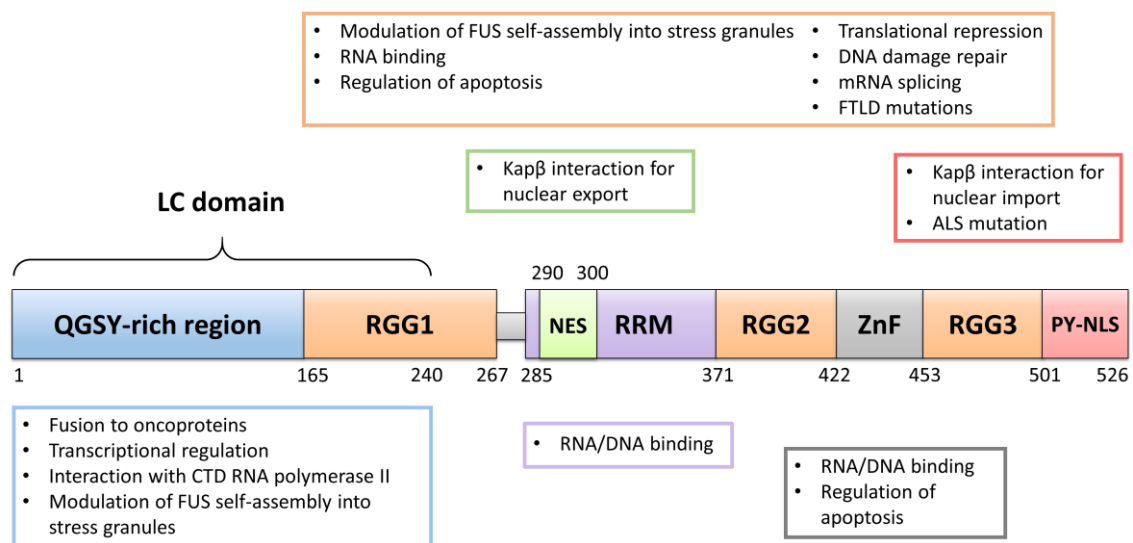 • Modulation of FUS self-assembly into stress granules
• RNA binding
• Regulation of apoptosis
• Translational repression
• DNA damage repair
• mRNA splicing
• FTLD mutations
• Kapβ interaction for
nuclear export
• Kapβ interaction for
nuclear import
• ALS mutation
LC domain
290 300
QGSY-rich region RGG1 NES RRM RGG2 ZnF RGG3 PY-NLS
1 165 240 267 285 371 422 453 501 526
• Fusion to oncoproteins
• Transcriptional regulation
• Interaction with CTD RNA polymerase II
• Modulation of FUS self-assembly into
stress granules
• RNA/DNA binding
• RNA/DNA binding
• Regulation of
apoptosis